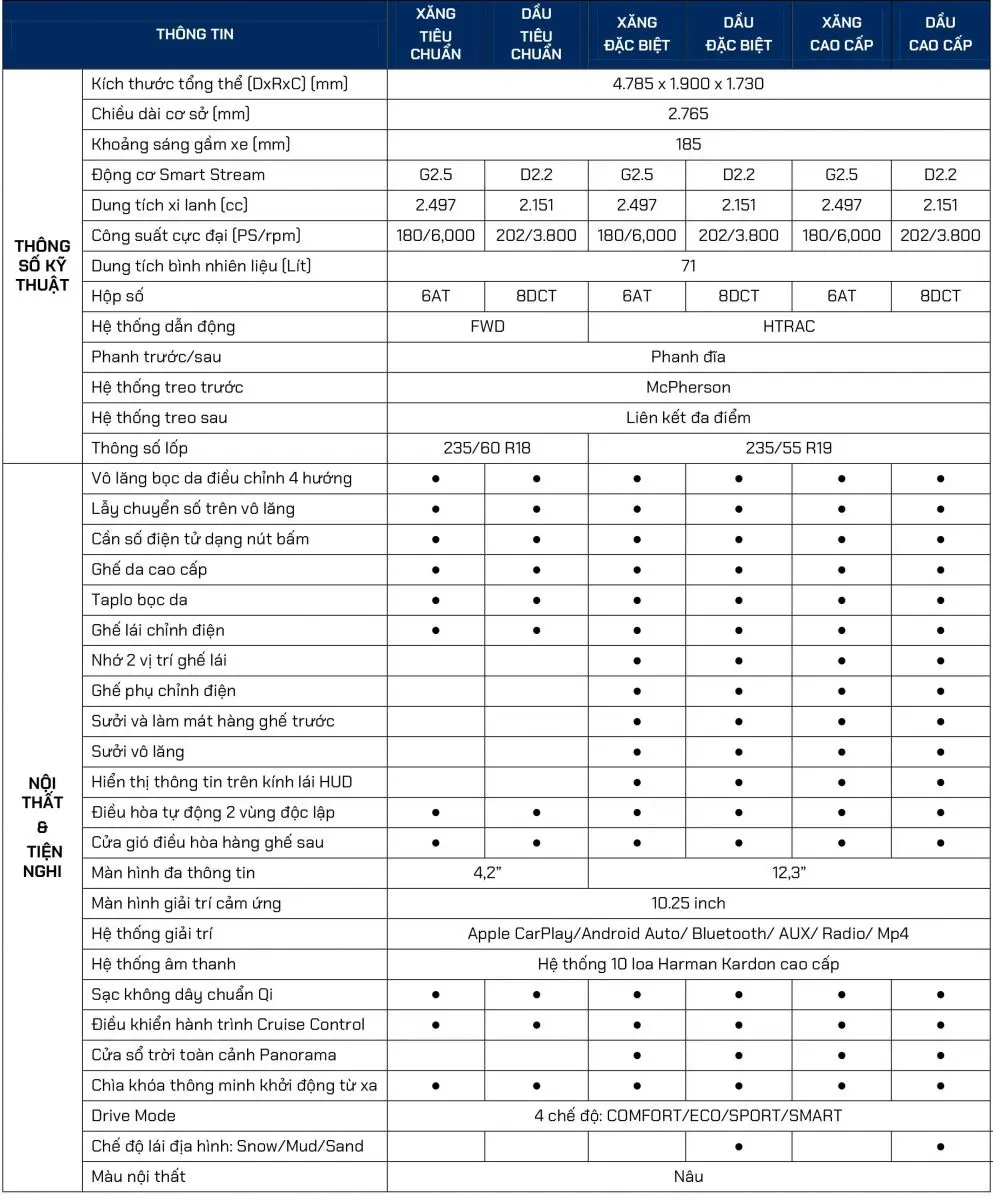 THÔNG TIN
XĂNG TIÊU CHUẨN
DẦU TIÊU CHUẨN
XĂNG ĐẶC BIỆT
DẦU ĐẶC BIỆT
XĂNG CAO CẤP
DẦU CAO CẤP
THÔNG SỐ KỸ THUẬT
Kích thước tổng thể (DxRxC) (mm) 4.785 x 1.900 x 1.730
Chiều dài cơ sở (mm) 2.765
Khoảng sáng gầm xe (mm) 185
Động cơ Smart Stream G2.5 D2.2 G2.5 D2.2 G2.5 D2.2
Dung tích xi lanh (cc) 2.497 2.151 2.497 2.151 2.497 2.151
Công suất cực đại (PS/rpm) 180/6,000 202/3.800 180/6,000 202/3.800 180/6,000 202/3.800
Dung tích bình nhiên liệu (Lít) 71
Hộp số 6AT 8DCT 6AT 8DCT 6AT 8DCT
Hệ thống dẫn động FWD HTRAC
Phanh trước/sau Phanh đĩa
Hệ thống treo trước McPherson
Hệ thống treo sau Liên kết đa điểm
Thông số lốp 235/60 R18 235/55 R19
NỘI THẤT & TIỆN NGHI
Vô lăng bọc da điều chỉnh 4 hướng ● ● ● ● ● ●
Lẫy chuyển số trên vô lăng ● ● ● ● ● ●
Cần số điện tử dạng nút bấm ● ● ● ● ● ●
Ghế da cao cấp ● ● ● ● ● ●
Taplo bọc da ● ● ● ● ● ●
Ghế lái chỉnh điện ● ● ● ● ● ●
Nhớ 2 vị trí ghế lái ● ● ● ●
Ghế phụ chỉnh điện ● ● ● ●
Sưởi và làm mát hàng ghế trước ● ● ● ●
Sưởi vô lăng ● ● ● ●
Hiển thị thông tin trên kính lái HUD ● ● ● ●
Điều hòa tự động 2 vùng độc lập ● ● ● ● ● ●
Cửa gió điều hòa hàng ghế sau ● ● ● ● ● ●
Màn hình đa thông tin 4,2” 12,3”
Màn hình giải trí cảm ứng 10.25 inch
Hệ thống giải trí Apple CarPlay/Android Auto/ Bluetooth/ AUX/ Radio/ Mp4
Hệ thống âm thanh Hệ thống 10 loa Harman Kardon cao cấp
Sạc không dây chuẩn Qi ● ● ● ● ● ●
Điều khiển hành trình Cruise Control ● ● ● ● ● ●
Cửa sổ trời toàn cảnh Panorama ● ● ● ●
Chìa khóa thông minh khởi động từ xa ● ● ● ● ● ●
Drive Mode 4 chế độ: COMFORT/ECO/SPORT/SMART
Chế độ lái địa hình: Snow/Mud/Sand ● ●
Màu nội thất Nâu